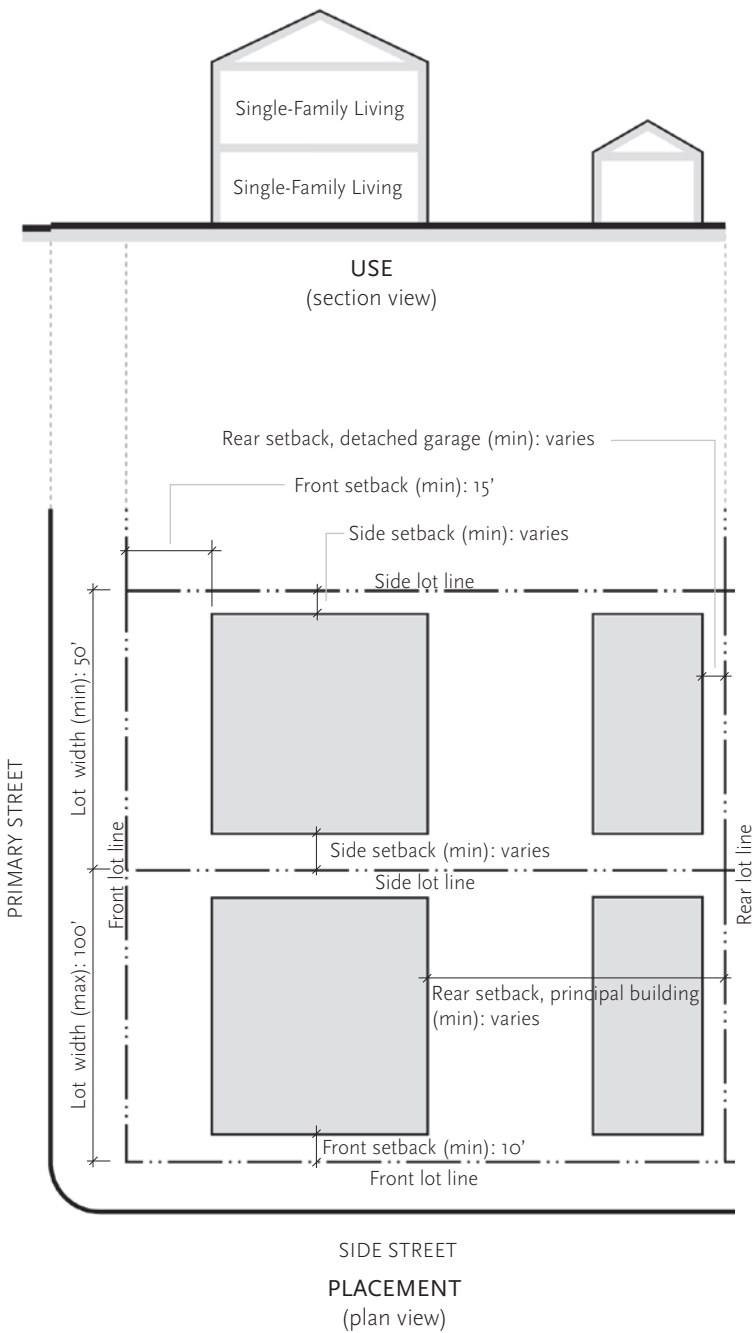 Single-Family Living
Single-Family Living
USE
(section view)
Rear setback, detached garage (min): varies
Front setback (min): 15’
Side setback (min): varies
Side lot line
Lot width (min): 50’
PRIMARY STREET
Front lot line
Side setback (min): varies
Side lot line
Rear lot line
Lot width (max): 100’
Rear setback, principal building
(min): varies
Front setback (min): 10’
Front lot line
SIDE STREET
PLACEMENT
(plan view)